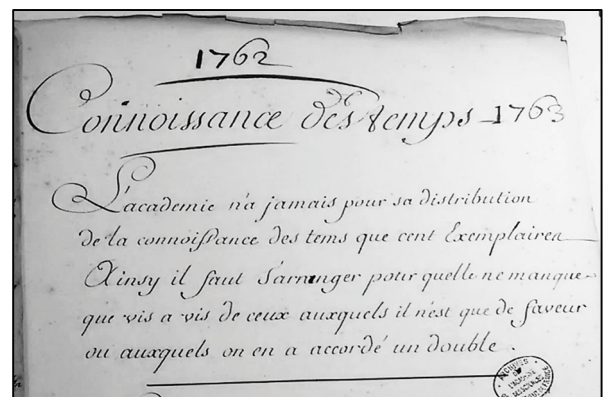 1762
Connoissance des temps 1763
L'academie n'a jamais pour sa distribution
de la connoissance des tems que cent Exemplaires
Ainsy il faut s'arranger pour quelle ne manque
que vis a vis de ceux auxquels il n'est que de faveur
ou auxquels on en a accordé un double.
ARCHIVES